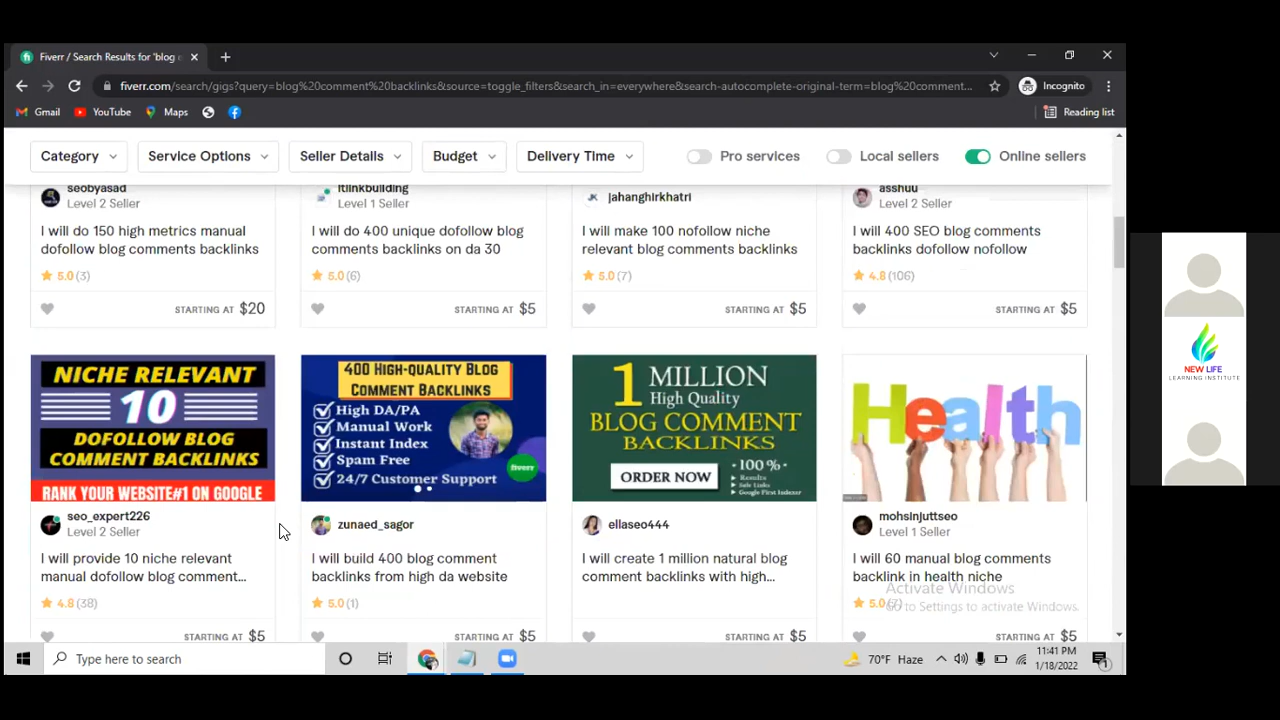 Fiverr / Search Results for 'blog c
fiverr.com/search/gigs?query=blog%20comment%20backlinks&source=toggle_filters&search_in=everywhere&search-autocomplete-original-term=blog%20comment...
Incognito
Gmail
YouTube
Maps
Reading list
Category
Service Options
Seller Details
Budget
Delivery Time
Pro services
Local sellers
Online sellers
seobyasad
Level 2 Seller
I will do 150 high metrics manual
dofollow blog comments backlinks
5.0 (3)
STARTING AT $20
itlinkbuilding
Level 1 Seller
I will do 400 unique dofollow blog
comments backlinks on da 30
5.0 (6)
STARTING AT $5
jahanghirkhatri
I will make 100 nofollow niche
relevant blog comments backlinks
5.0 (7)
STARTING AT $5
asshuu
Level 2 Seller
I will 400 SEO blog comments
backlinks dofollow nofollow
4.8 (106)
STARTING AT $5
NICHE RELEVANT
10
DOFOLLOW BLOG
COMMENT BACKLINKS
RANK YOUR WEBSITE#1 ON GOOGLE
seo_expert226
Level 2 Seller
I will provide 10 niche relevant
manual dofollow blog comment...
4.8 (38)
STARTING AT $5
400 HIGH-QUALITY BLOG
COMMENT BACKLINKS
High DA/PA
Manual Work
Instant Index
Spam Free
24/7 Customer Support
fiverr
zunaed_sagor
I will build 400 blog comment
backlinks from high da website
5.0 (1)
STARTING AT $5
1 MILLION
High Quality
BLOG COMMENT
BACKLINKS
ORDER NOW
• 100 % •
Results
Safe Links
Google First Indexer
ellaseo444
I will create 1 million natural blog
comment backlinks with high...
STARTING AT $5
Health
mohsinjuttseo
Level 1 Seller
I will 60 manual blog comments
backlink in health niche
5.0
STARTING AT $5
Activate Windows
Go to Settings to activate Windows.
Type here to search
70°F Haze
11:41 PM
1/18/2022
1
NEW LIFE
LEARNING INSTITUTE